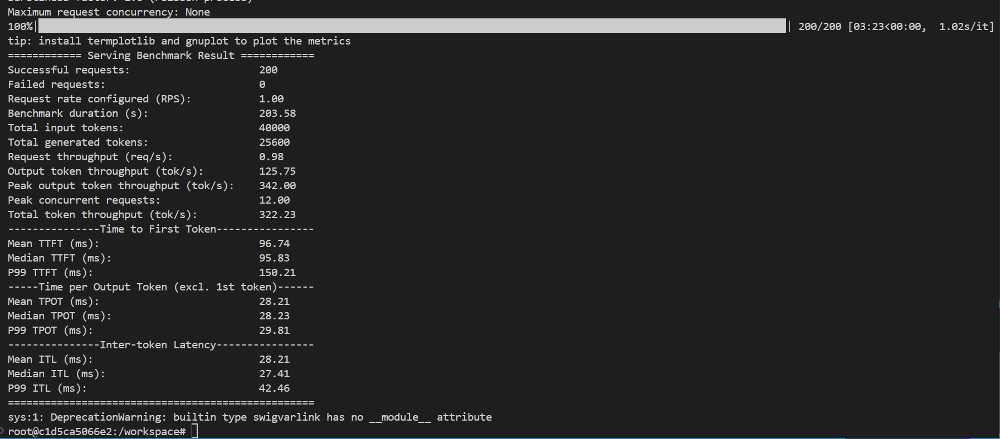 Burstiness factor: 1.0 (Poisson process)
Maximum request concurrency: None
100%| | 200/200 [03:23<00:00,  1.02s/it]
tip: install termplotlib and gnuplot to plot the metrics
============ Serving Benchmark Result ============
Successful requests:                     200
Failed requests:                         0
Request rate configured (RPS):           1.00
Benchmark duration (s):                  203.58
Total input tokens:                      40000
Total generated tokens:                  25600
Request throughput (req/s):              0.98
Output token throughput (tok/s):         125.75
Peak output token throughput (tok/s):    342.00
Peak concurrent requests:                12.00
Total token throughput (tok/s):          322.23
---------------Time to First Token----------------
Mean TTFT (ms):                          96.74
Median TTFT (ms):                        95.83
P99 TTFT (ms):                           150.21
-----Time per Output Token (excl. 1st token)------
Mean TPOT (ms):                          28.21
Median TPOT (ms):                        28.23
P99 TPOT (ms):                           29.81
---------------Inter-token Latency----------------
Mean ITL (ms):                           28.21
Median ITL (ms):                         27.41
P99 ITL (ms):                            42.46
==================================================
sys:1: DeprecationWarning: builtin type swigvarlink has no __module__ attribute
root@c1d5ca5066e2:/workspace#